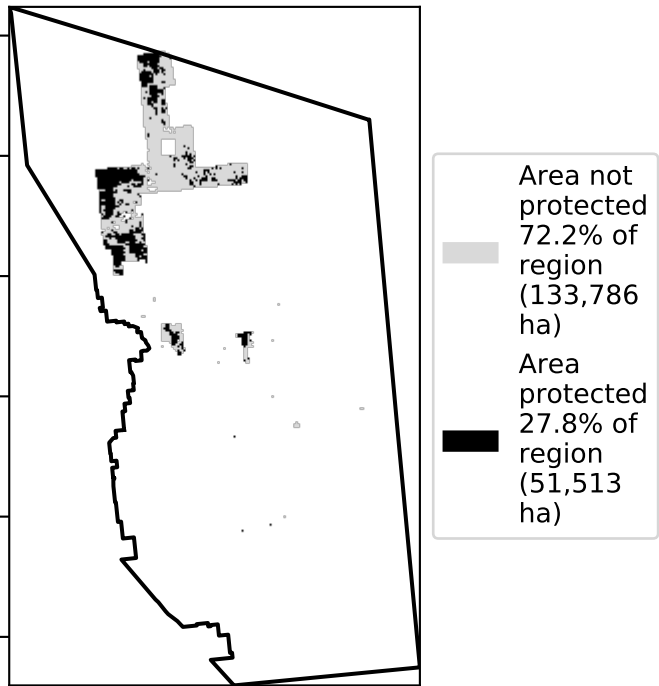 Area not
protected
72.2% of
region
(133,786
ha)
Area
protected
27.8% of
region
(51,513
ha)